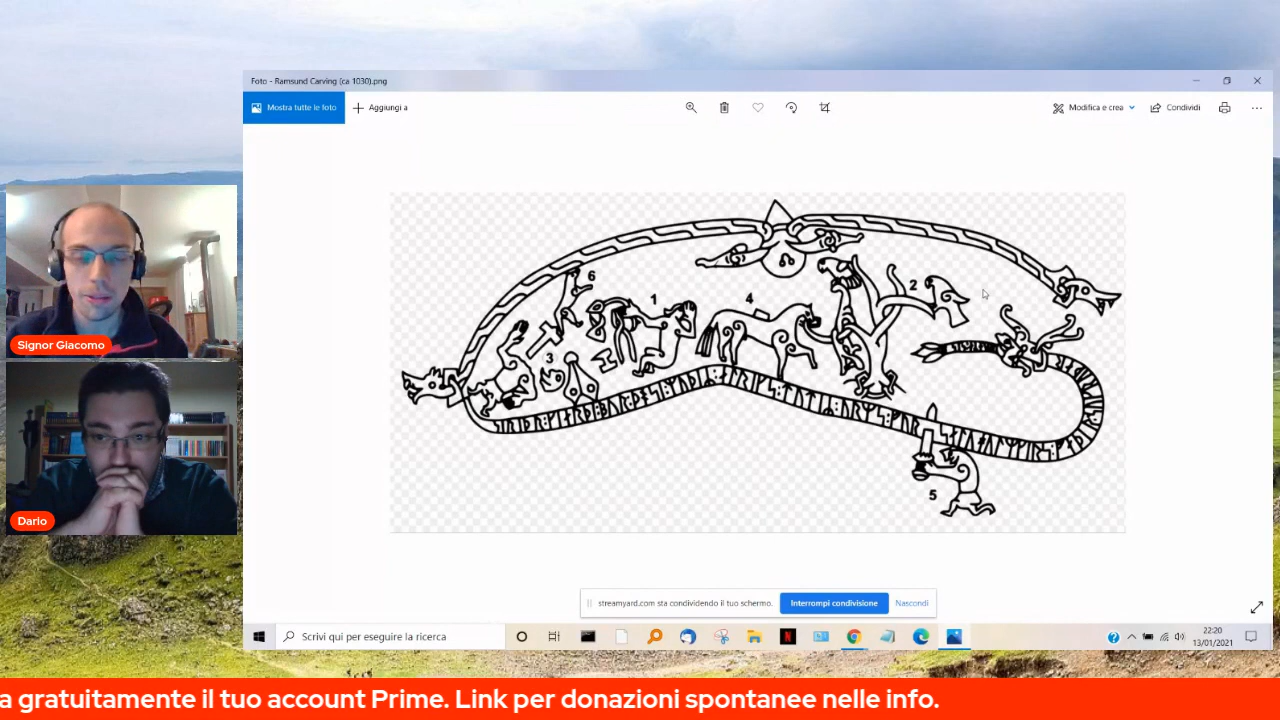 Foto - Ramsund Carving (ca 1030).png
Mostra tutte le foto
Aggiungi a
Modifica e crea
Condividi
6
1
4
2
3
5
Signor Giacomo
Dario
streamyard.com sta condividendo il tuo schermo.
Interrompi condivisione
Nascondi
Scrivi qui per eseguire la ricerca
22:20
13/01/2021
a gratuitamente il tuo account Prime. Link per donazioni spontanee nelle info.